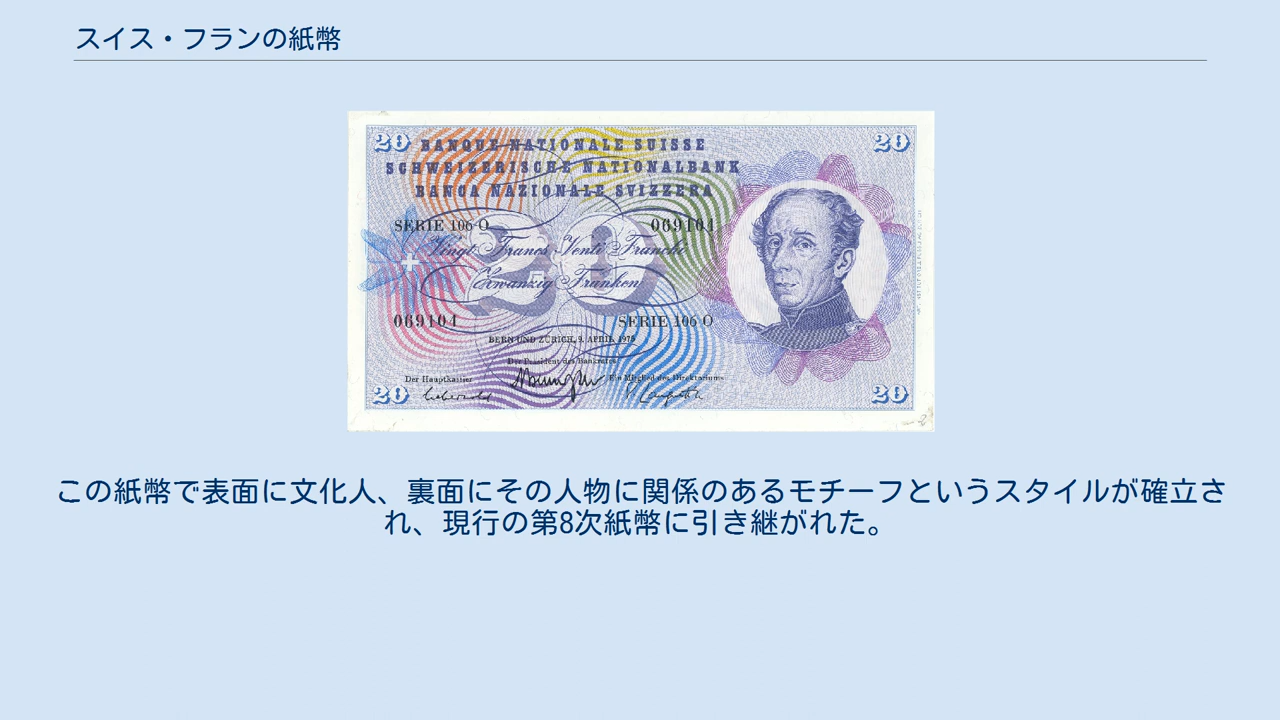 スイス・フランの紙幣
20
20
BANQUE NATIONALE SUISSE
SCHWEIZERISCHE NATIONALBANK
BANCA NAZIONALE SVIZZERA
SERIE 106 O
069104
Vingt Francs Venti Franchi
20
Zwanzig Franken
069104
SERIE 106 O
BERN UND ZÜRICH, 9. APRIL 1976
Der Präsident des Bankrates
Der Hauptkassier
Ein Mitglied des Direktoriums
20
20
この紙幣で表面に文化人、裏面にその人物に関係のあるモチーフというスタイルが確立さ
れ、現行の第8次紙幣に引き継がれた。